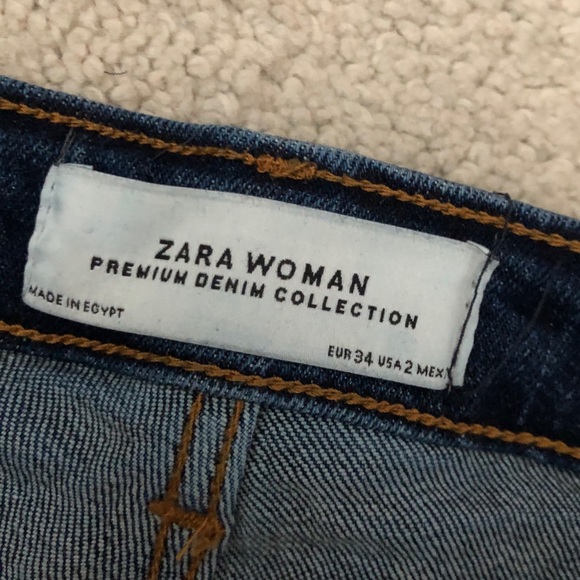 ZARA WOMAN
PREMIUM DENIM COLLECTION
MADE IN EGYPT
EUR 34 USA 2 MEX